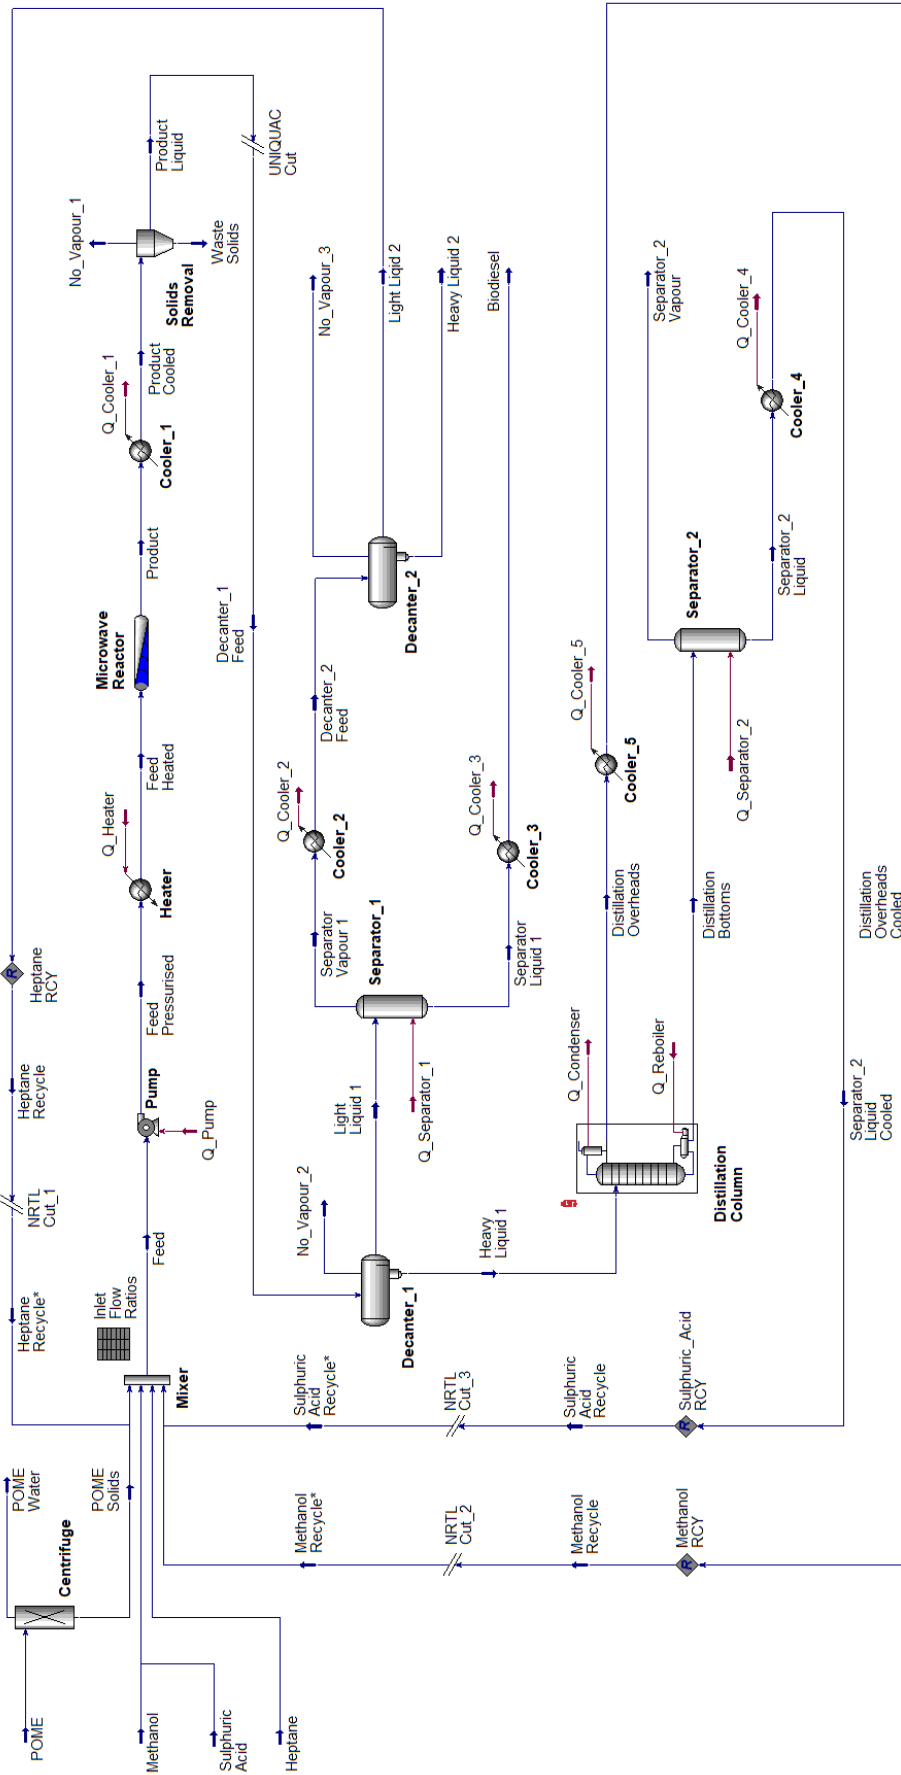 POME
Methanol
Sulphuric
Acid
Heptane
Centrifuge
POME
Water
POME
Solids
Mixer
Inlet
Flow
Ratios
Heptane
Recycle*
NRTL
Cut_1
Heptane
Recycle
R
Heptane
RCY
Feed
Pump
Q_Pump
Feed
Pressurised
Heater
Q_Heater
Feed
Heated
Microwave
Reactor
Product
Cooler_1
Q_Cooler_1
Product
Cooled
Solids
Removal
No_Vapour_1
Waste
Solids
Product
Liquid
UNIQUAC
Cut
Decanter_1
Feed
Decanter_1
No_Vapour_2
Light
Liquid 1
Heavy
Liquid 1
Separator_1
Q_Separator_1
Separator
Vapour 1
Separator
Liquid 1
Cooler_2
Q_Cooler_2
Cooler_3
Q_Cooler_3
Decanter_2
Feed
Decanter_2
No_Vapour_3
Light Liqid 2
Heavy Liquid 2
Biodiesel
Distillation
Column
Q_Condenser
Q_Reboiler
Distillation
Overheads
Distillation
Bottoms
Cooler_5
Q_Cooler_5
Separator_2
Q_Separator_2
Separator_2
Vapour
Separator_2
Liquid
Cooler_4
Q_Cooler_4
Sulphuric
Acid
Recycle*
NRTL
Cut_3
Sulphuric
Acid
Recycle
R
Sulphuric_Acid
RCY
Separator_2
Liquid
Cooled
Methanol
Recycle*
NRTL
Cut_2
Methanol
Recycle
R
Methanol
RCY
Distillation
Overheads
Cooled